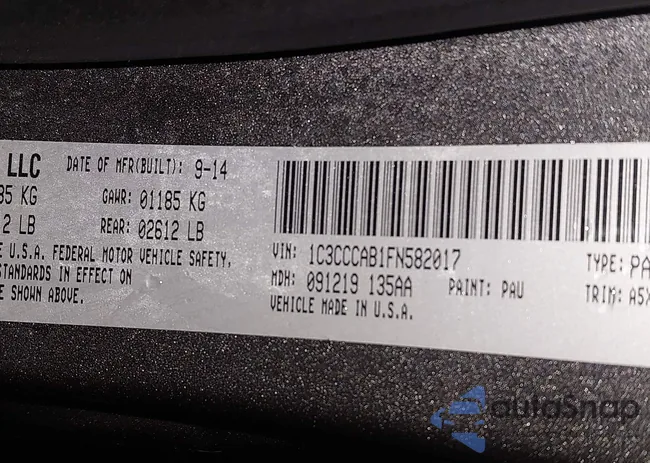 LLC DATE OF MFR(BUILT): 9-14
85 KG GAWR: 01185 KG
2 LB REAR: 02612 LB
E U.S.A. FEDERAL MOTOR VEHICLE SAFETY,
STANDARDS IN EFFECT ON
E SHOWN ABOVE.
VIN: 1C3CCCAB1FN582017 TYPE: PA
MDH: 091219 135AA PAINT: PAU TRIM: A5X
VEHICLE MADE IN U.S.A.
autoSnap